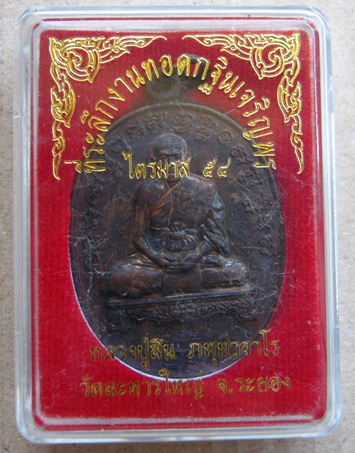 ที่ระลึกงานทอดกฐินเจริญพร
ไตรมาส ๕๔
หลวงปู่สิน ภทฺทาจาโร
วัดละหารใหญ่ จ.ระยอง